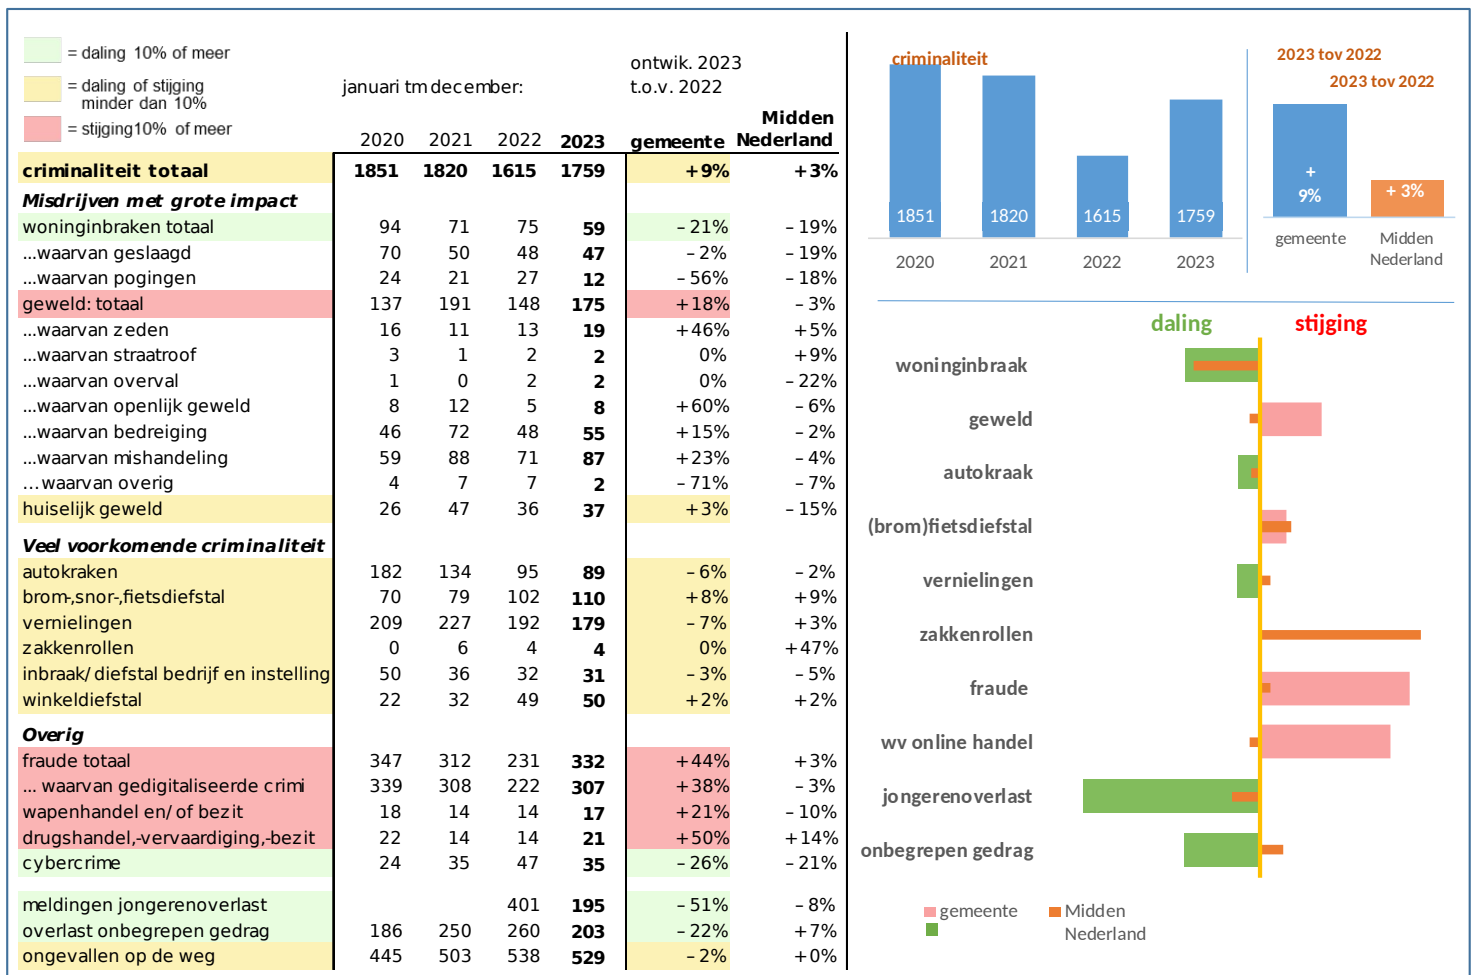 = daling 10% of meer
= daling of stijging
minder dan 10%
= stijging10% of meer
januari tm december:
ontwik. 2023
t.o.v. 2022
2020 2021 2022 2023 gemeente Midden Nederland
criminaliteit totaal 1851 1820 1615 1759 +9% +3%
Misdrijven met grote impact
woninginbraken totaal 94 71 75 59 –21% –19%
...waarvan geslaagd 70 50 48 47 –2% –19%
...waarvan pogingen 24 21 27 12 –56% –18%
geweld: totaal 137 191 148 175 +18% –3%
...waarvan zeden 16 11 13 19 +46% +5%
...waarvan straatroof 3 1 2 2 0% +9%
...waarvan overval 1 0 2 2 0% –22%
...waarvan openlijk geweld 8 12 5 8 +60% –6%
...waarvan bedreiging 46 72 48 55 +15% –2%
...waarvan mishandeling 59 88 71 87 +23% –4%
...waarvan overig 4 7 7 2 –71% –7%
huiselijk geweld 26 47 36 37 +3% –15%
Veel voorkomende criminaliteit
autokraken 182 134 95 89 –6% –2%
brom-,snor-,fietsdiefstal 70 79 102 110 +8% +9%
vernielingen 209 227 192 179 –7% +3%
zakkenrollen 0 6 4 4 0% +47%
inbraak/diefstal bedrijf en instelling 50 36 32 31 –3% –5%
winkeldiefstal 22 32 49 50 +2% +2%
Overig
fraude totaal 347 312 231 332 +44% +3%
... waarvan gedigitaliseerde crimi 339 308 222 307 +38% –3%
wapenhandel en/of bezit 18 14 14 17 +21% –10%
drugshandel,-vervaardiging,-bezit 22 14 14 21 +50% +14%
cybercrime 24 35 47 35 –26% –21%
meldingen jongerenoverlast 401 195 –51% –8%
overlast onbegrepen gedrag 186 250 260 203 –22% +7%
ongevallen op de weg 445 503 538 529 –2% +0%
criminaliteit
1851 1820 1615 1759
2020 2021 2022 2023
2023 tov 2022
2023 tov 2022
+
9%
+ 3%
gemeente
Midden
Nederland
daling stijging
woninginbraak
geweld
autokraak
(brom)fietsdiefstal
vernielingen
zakkenrollen
fraude
wv online handel
jongerenoverlast
onbegrepen gedrag
gemeente
Midden
Nederland